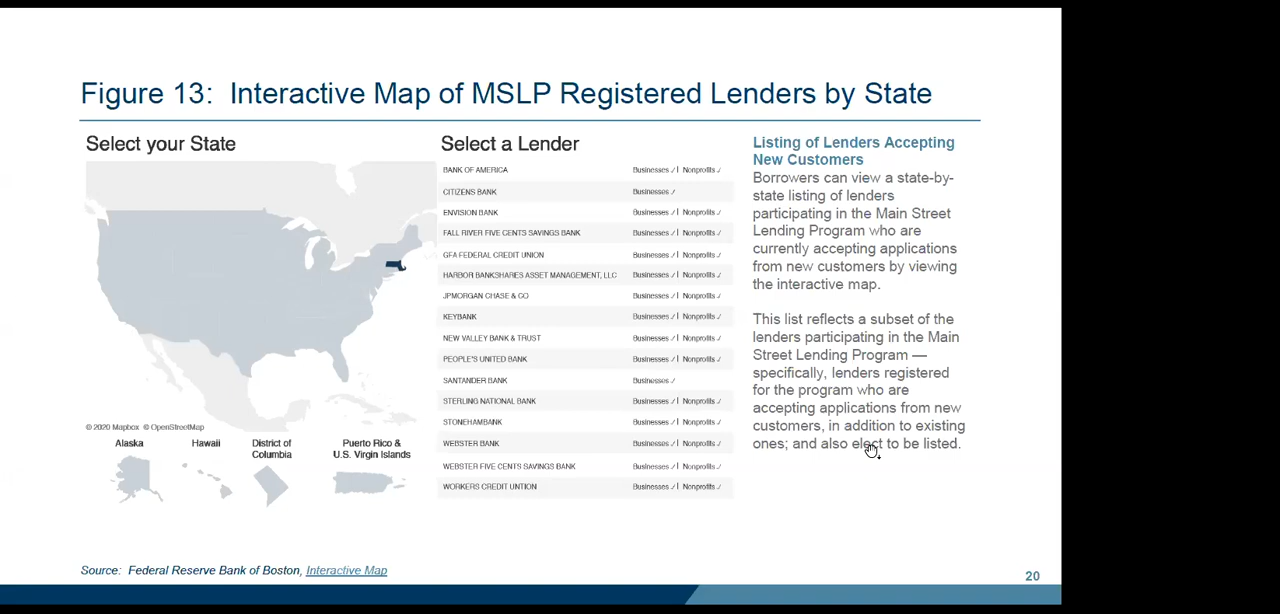 Figure 13:  Interactive Map of MSLP Registered Lenders by State
Select your State
© 2020 Mapbox © OpenStreetMap
Alaska
Hawaii
District of
Columbia
Puerto Rico &
U.S. Virgin Islands
Select a Lender
BANK OF AMERICA Businesses ✓ | Nonprofits ✓
CITIZENS BANK Businesses ✓
ENVISION BANK Businesses ✓ | Nonprofits ✓
FALL RIVER FIVE CENTS SAVINGS BANK Businesses ✓ | Nonprofits ✓
GFA FEDERAL CREDIT UNION Businesses ✓ | Nonprofits ✓
HARBOR BANKSHARES ASSET MANAGEMENT, LLC Businesses ✓ | Nonprofits ✓
JPMORGAN CHASE & CO Businesses ✓ | Nonprofits ✓
KEYBANK Businesses ✓ | Nonprofits ✓
NEW VALLEY BANK & TRUST Businesses ✓ | Nonprofits ✓
PEOPLE'S UNITED BANK Businesses ✓ | Nonprofits ✓
SANTANDER BANK Businesses ✓
STERLING NATIONAL BANK Businesses ✓ | Nonprofits ✓
STONEHAMBANK Businesses ✓ | Nonprofits ✓
WEBSTER BANK Businesses ✓ | Nonprofits ✓
WEBSTER FIVE CENTS SAVINGS BANK Businesses ✓ | Nonprofits ✓
WORKERS CREDIT UNTION Businesses ✓ | Nonprofits ✓
Listing of Lenders Accepting
New Customers
Borrowers can view a state-by-
state listing of lenders
participating in the Main Street
Lending Program who are
currently accepting applications
from new customers by viewing
the interactive map.
This list reflects a subset of the
lenders participating in the Main
Street Lending Program —
specifically, lenders registered
for the program who are
accepting applications from new
customers, in addition to existing
ones; and also elect to be listed.
Source:  Federal Reserve Bank of Boston, Interactive Map
20